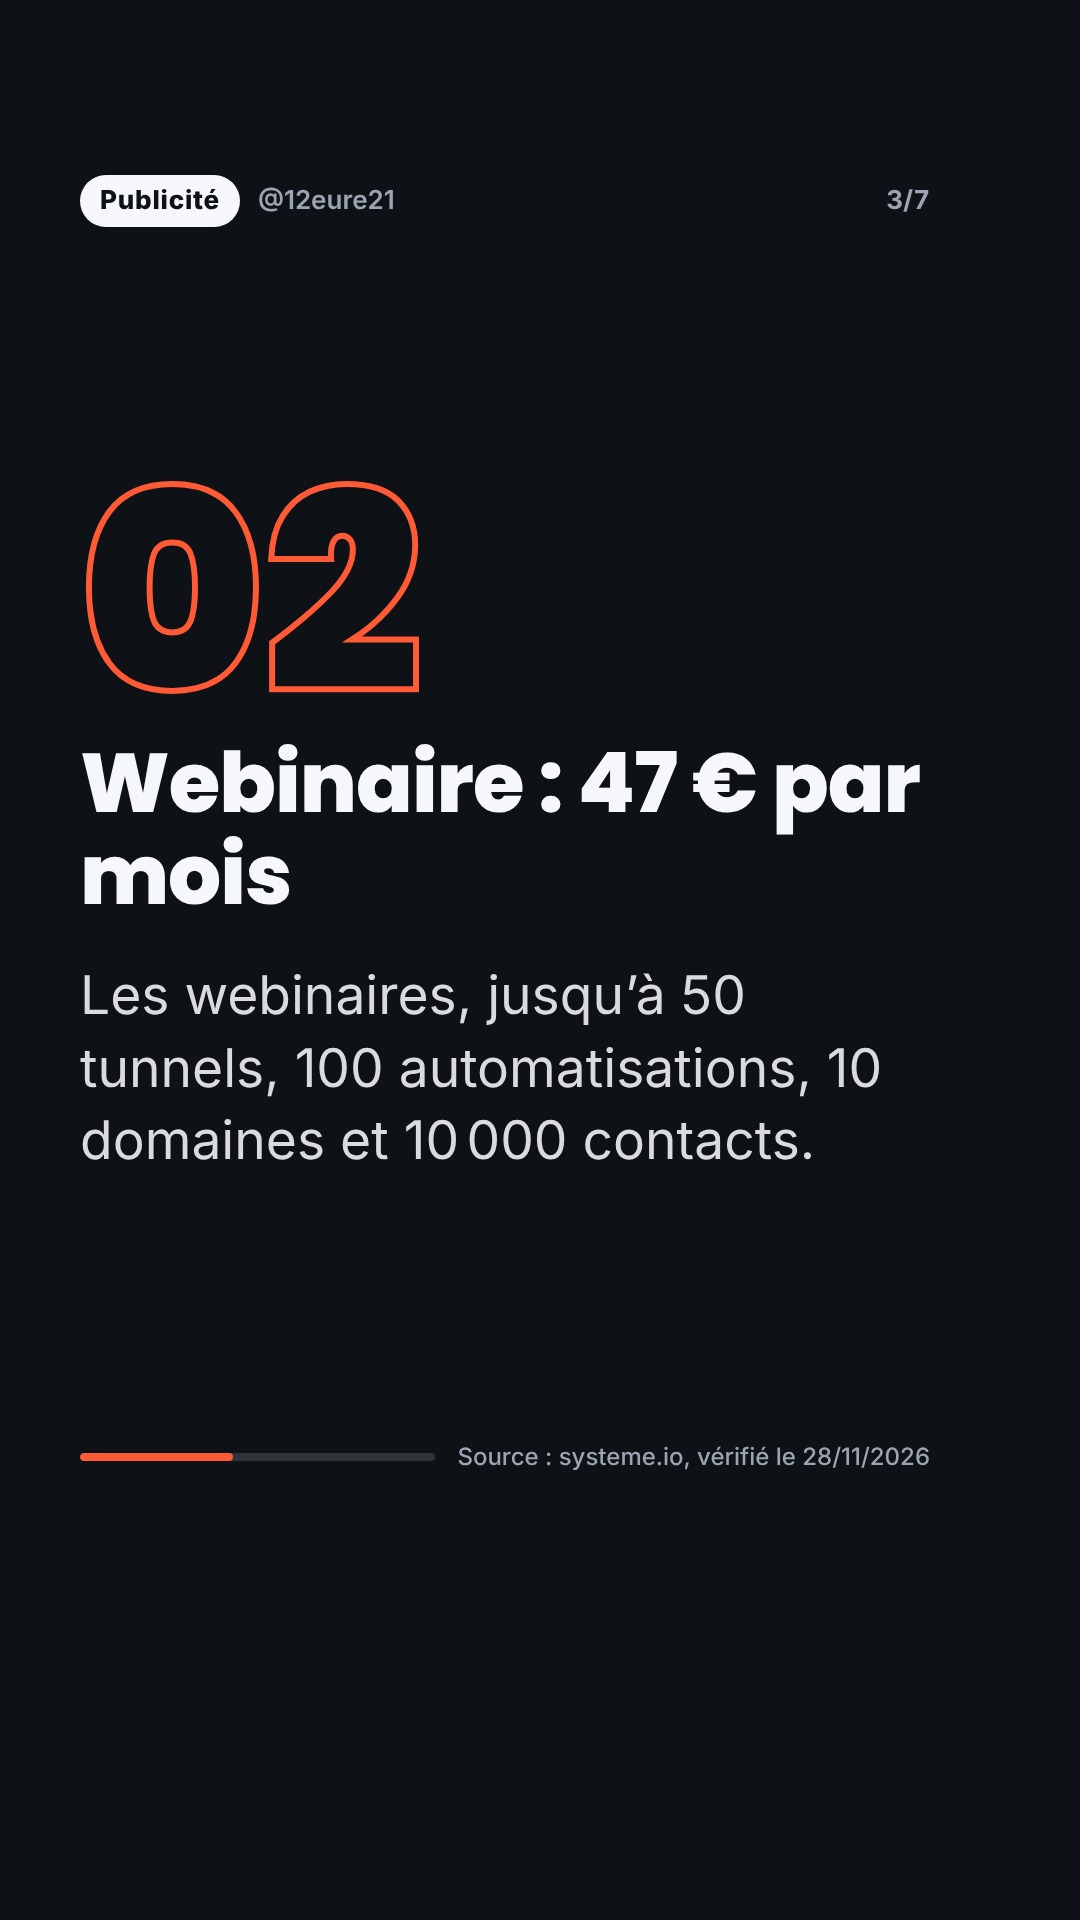 Publicité @12eure21 3/7
02
Webinaire : 47 € par
mois
Les webinaires, jusqu’à 50
tunnels, 100 automatisations, 10
domaines et 10 000 contacts.
Source : systeme.io, vérifié le 28/11/2026